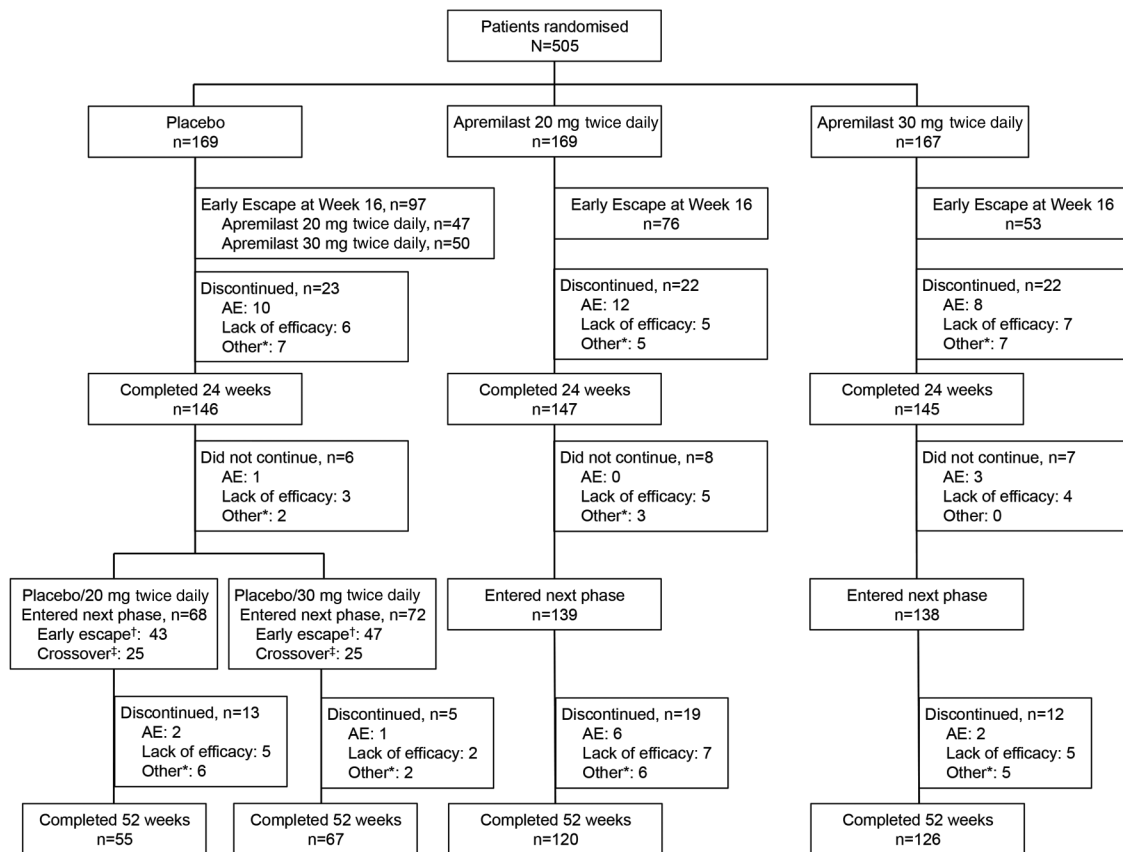 Patients randomised
N=505
Placebo
n=169
Apremilast 20 mg twice daily
n=169
Apremilast 30 mg twice daily
n=167
Early Escape at Week 16, n=97
Apremilast 20 mg twice daily, n=47
Apremilast 30 mg twice daily, n=50
Early Escape at Week 16
n=76
Early Escape at Week 16
n=53
Discontinued, n=23
AE: 10
Lack of efficacy: 6
Other*: 7
Discontinued, n=22
AE: 12
Lack of efficacy: 5
Other*: 5
Discontinued, n=22
AE: 8
Lack of efficacy: 7
Other*: 7
Completed 24 weeks
n=146
Completed 24 weeks
n=147
Completed 24 weeks
n=145
Did not continue, n=6
AE: 1
Lack of efficacy: 3
Other*: 2
Did not continue, n=8
AE: 0
Lack of efficacy: 5
Other*: 3
Did not continue, n=7
AE: 3
Lack of efficacy: 4
Other: 0
Placebo/20 mg twice daily
Entered next phase, n=68
Early escape†: 43
Crossover‡: 25
Placebo/30 mg twice daily
Entered next phase, n=72
Early escape†: 47
Crossover‡: 25
Entered next phase
n=139
Entered next phase
n=138
Discontinued, n=13
AE: 2
Lack of efficacy: 5
Other*: 6
Discontinued, n=5
AE: 1
Lack of efficacy: 2
Other*: 2
Discontinued, n=19
AE: 6
Lack of efficacy: 7
Other*: 6
Discontinued, n=12
AE: 2
Lack of efficacy: 5
Other*: 5
Completed 52 weeks
n=55
Completed 52 weeks
n=67
Completed 52 weeks
n=120
Completed 52 weeks
n=126